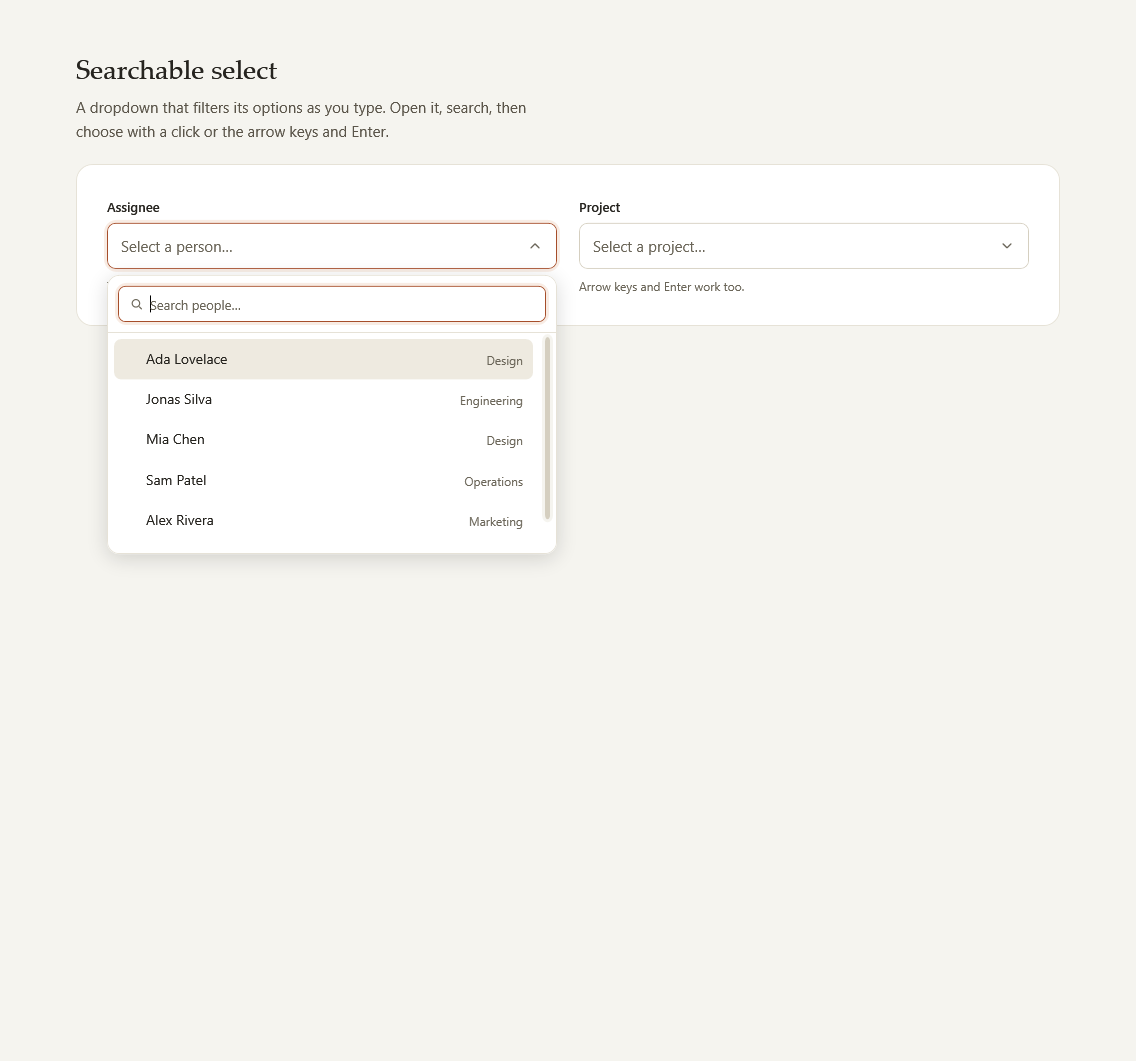 Searchable select
A dropdown that filters its options as you type. Open it, search, then
choose with a click or the arrow keys and Enter.
Assignee
Select a person...
Search people...
Ada Lovelace Design
Jonas Silva Engineering
Mia Chen Design
Sam Patel Operations
Alex Rivera Marketing
Project
Select a project...
Arrow keys and Enter work too.